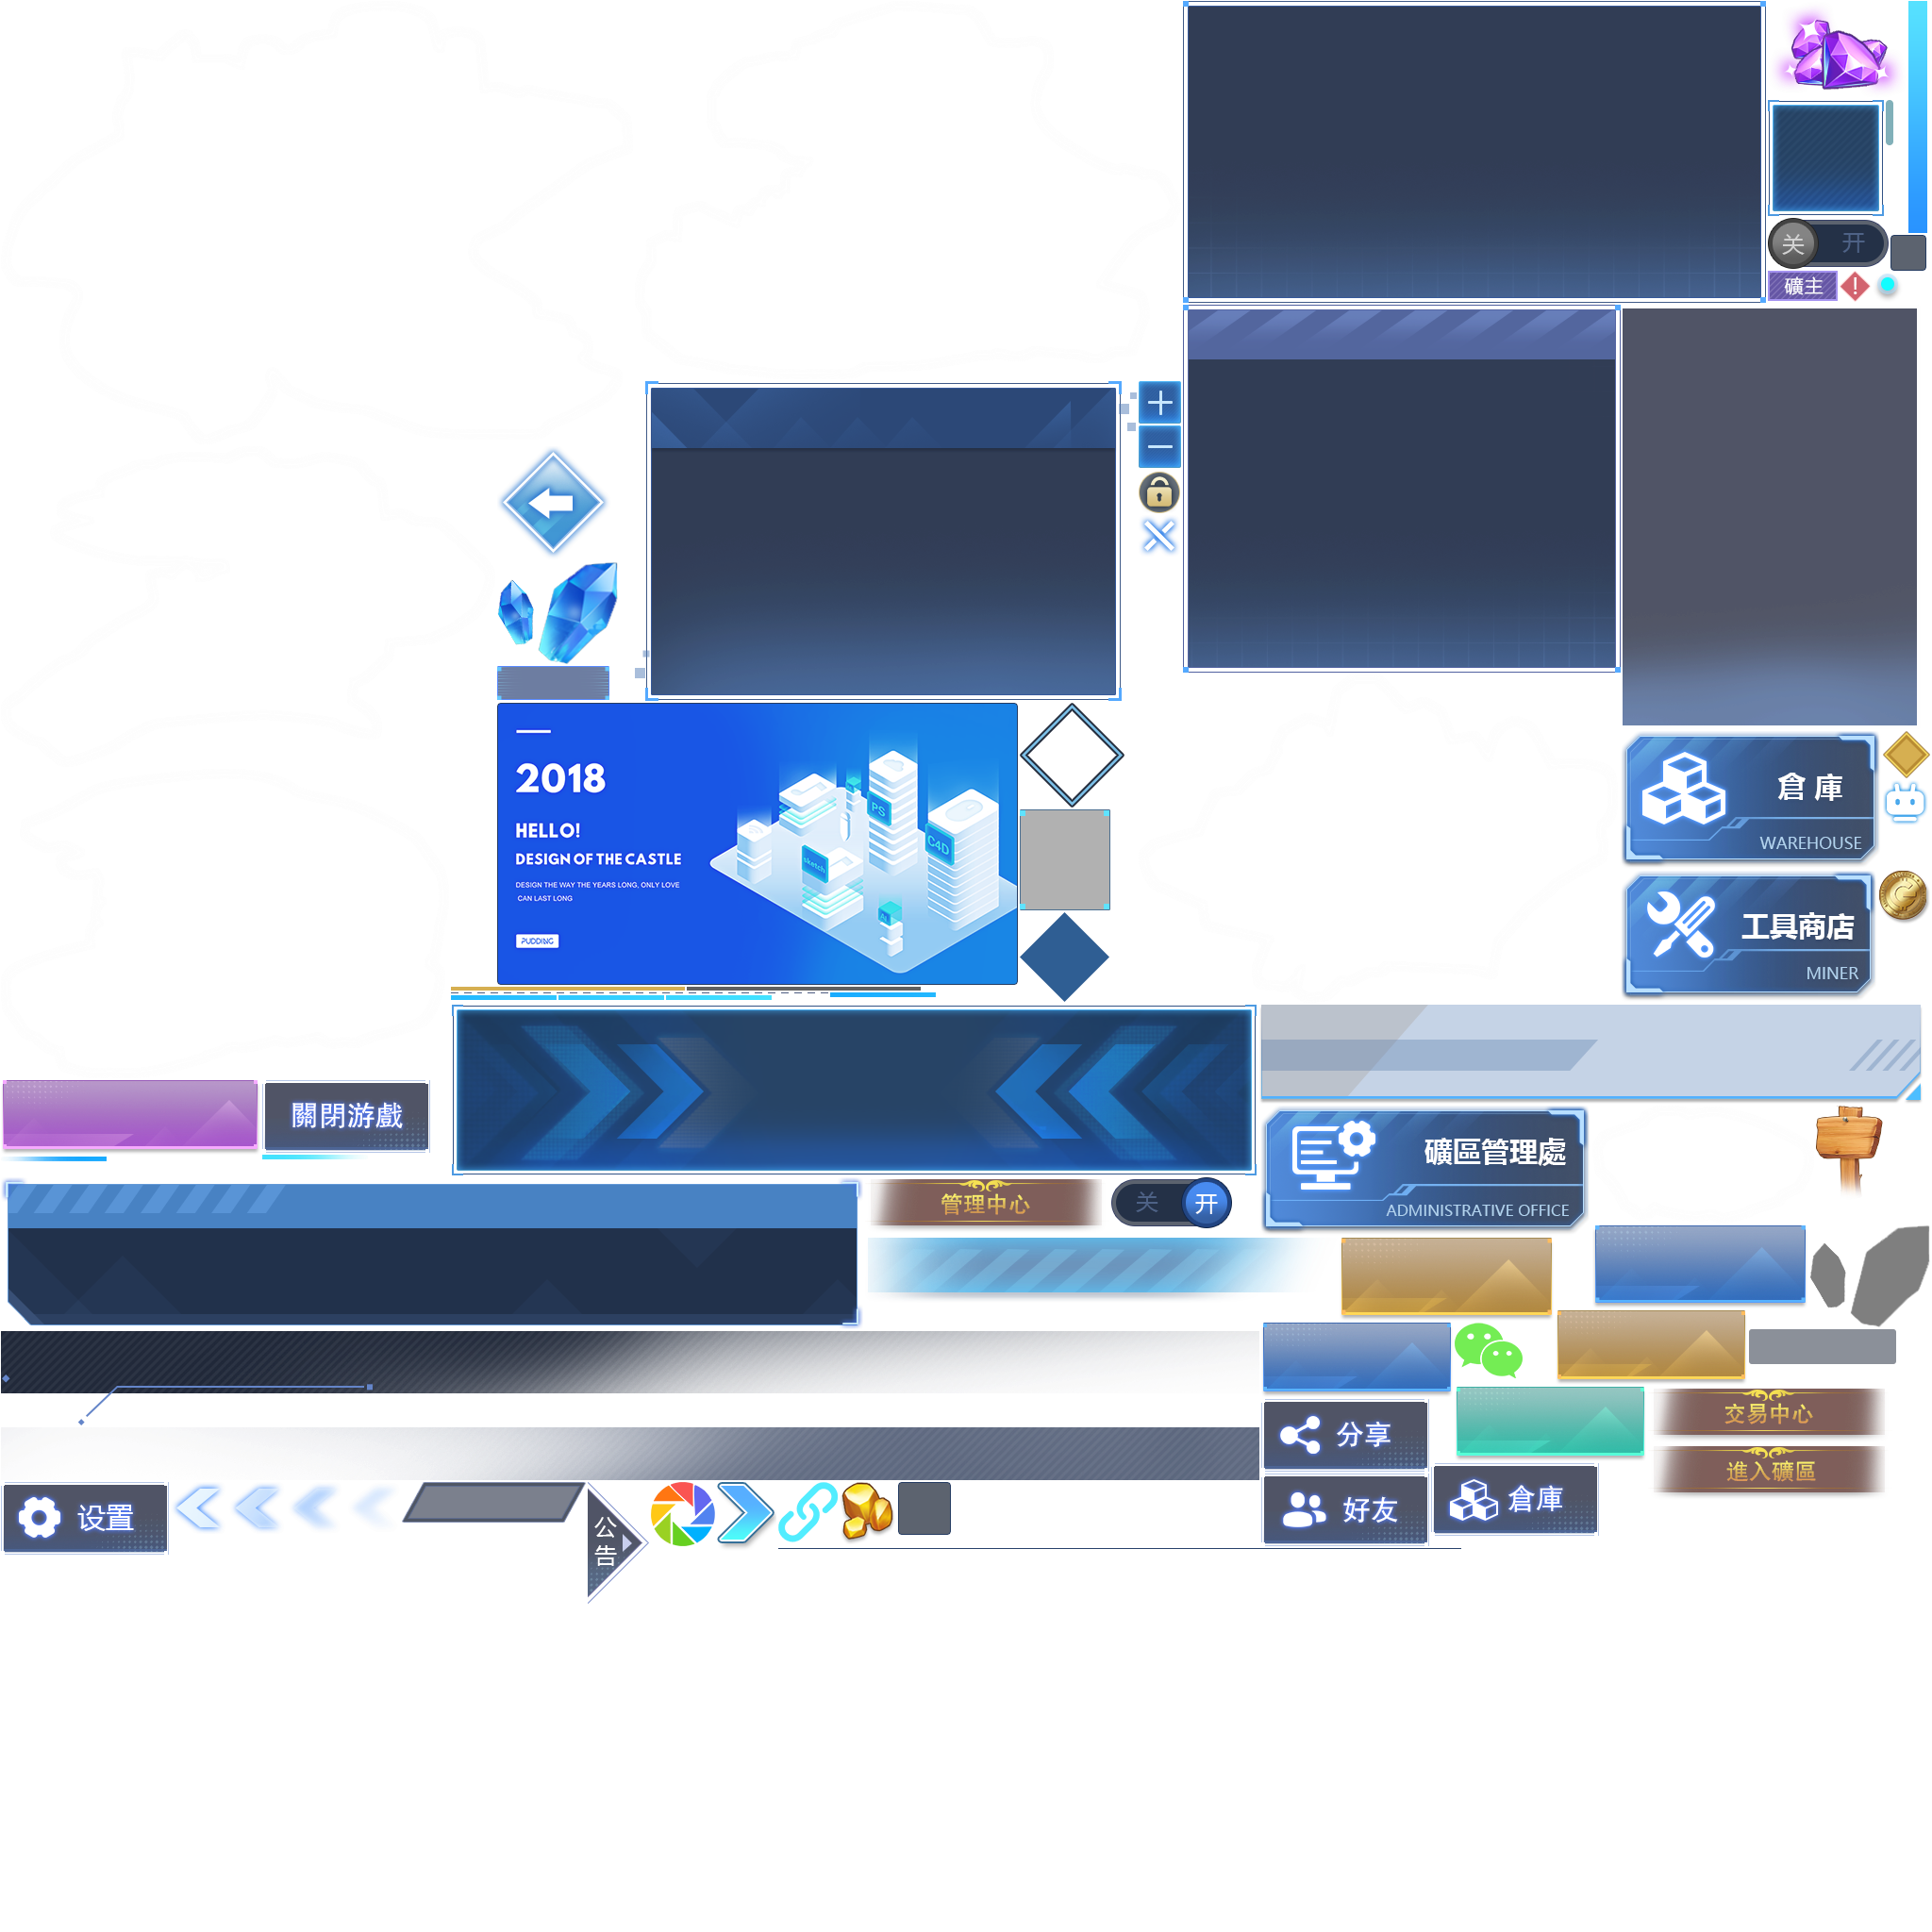 关 开
礦主
2018
HELLO!
DESIGN OF THE CASTLE
DESIGN THE WAY THE YEARS LONG, ONLY LOVE
CAN LAST LONG
PUDDING
PS
C4D
sketch
AI
倉庫
WAREHOUSE
工具商店
MINER
關閉游戲
礦區管理處
ADMINISTRATIVE OFFICE
管理中心
关 开
交易中心
進入礦區
分享
好友
倉庫
设置
公
告